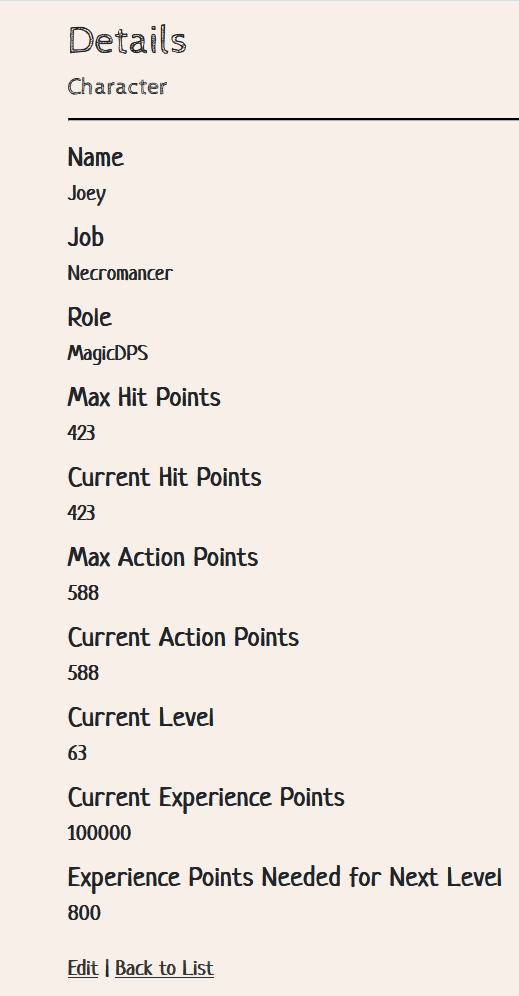 Details
Character
Name
Joey
Job
Necromancer
Role
MagicDPS
Max Hit Points
423
Current Hit Points
423
Max Action Points
588
Current Action Points
588
Current Level
63
Current Experience Points
100000
Experience Points Needed for Next Level
800
Edit | Back to List